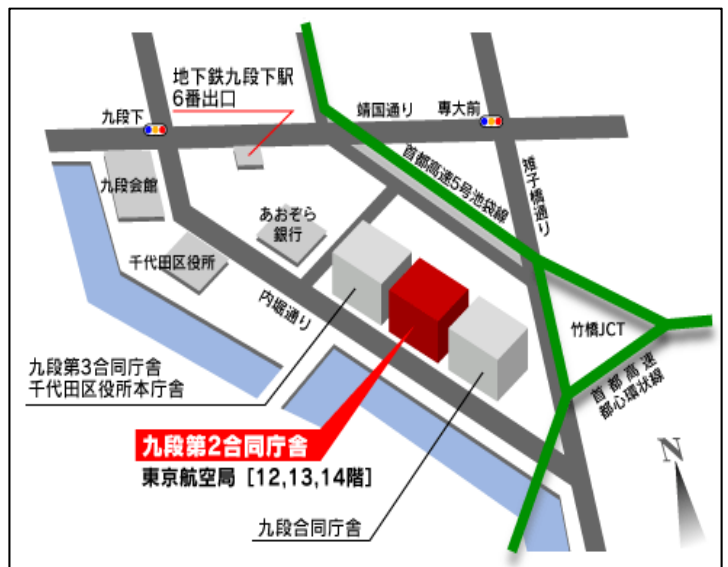 地下鉄九段下駅
6番出口
九段下
靖国通り
専大前
首都高速5号池袋線
雉子橋通り
九段会館
あおぞら
銀行
千代田区役所
内堀通り
竹橋JCT
首都高速
都心環状線
九段第3合同庁舎
千代田区役所本庁舎
九段第2合同庁舎
東京航空局［12,13,14階］
九段合同庁舎
N